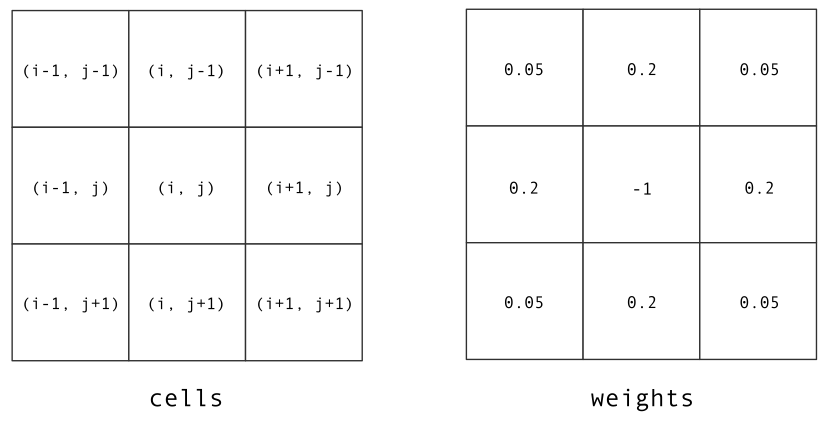 (i-1, j-1) (i, j-1) (i+1, j-1) 0.05 0.2 0.05
(i-1, j) (i, j) (i+1, j) 0.2 -1 0.2
(i-1, j+1) (i, j+1) (i+1, j+1) 0.05 0.2 0.05
cells weights